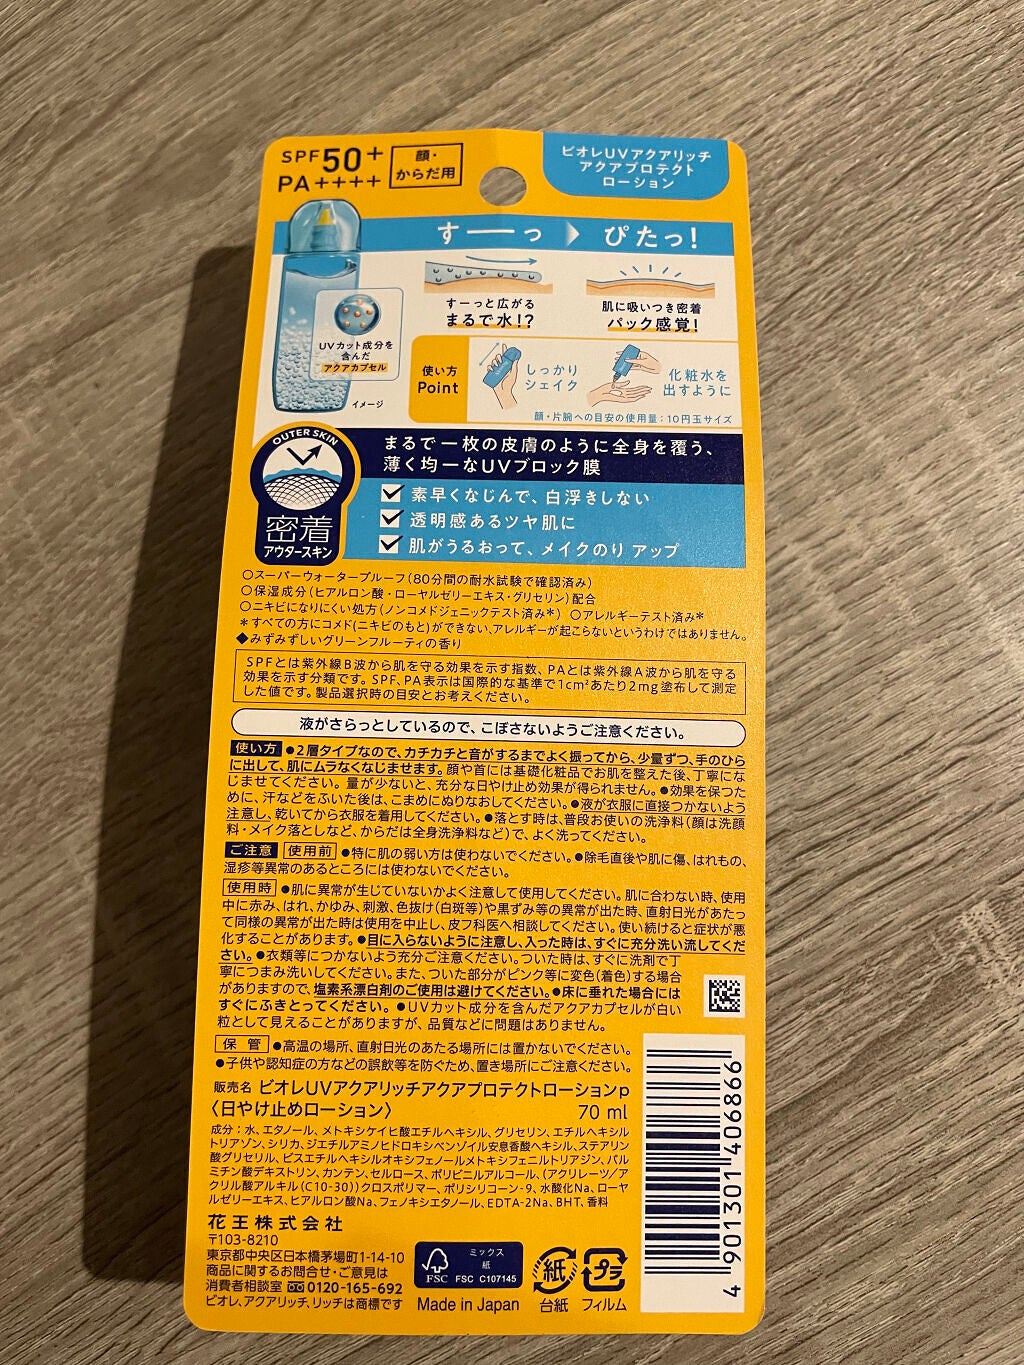 SPF50+
PA++++
顔・
からだ用
ビオレUVアクアリッチ
アクアプロテクト
ローション
すーーっ
ぴたっ!
すーっと広がる
まるで水!?
肌に吸いつき密着
パック感覚!
UVカット成分を
含んだ
アクアカプセル
イメージ
使い方
Point
しっかり
シェイク
化粧水を
出すように
顔・片腕への目安の使用量:10円玉サイズ
OUTER SKIN
密着
アウタースキン
まるで一枚の皮膚のように全身を覆う、
薄く均一なUVブロック膜
素早くなじんで、白浮きしない
透明感あるツヤ肌に
肌がうるおって、メイクのり アップ
○スーパーウォータープルーフ(80分間の耐水試験で確認済み)
○保湿成分(ヒアルロン酸・ローヤルゼリーエキス・グリセリン)配合
○ニキビになりにくい処方(ノンコメドジェニックテスト済み*) ○アレルギーテスト済み*
*すべての方にコメド(ニキビのもと)ができない、アレルギーが起こらないというわけではありません。
◆みずみずしいグリーンフルーティの香り
SPFとは紫外線B波から肌を守る効果を示す指数、PAとは紫外線A波から肌を守る
効果を示す分類です。SPF、PA表示は国際的な基準で1cm²あたり2mg塗布して測定
した値です。製品選択時の目安とお考えください。
液がさらっとしているので、こぼさないようご注意ください。
使い方 ●2層タイプなので、カチカチと音がするまでよく振ってから、少量ずつ、手のひら
に出して、肌にムラなくなじませます。顔や首には基礎化粧品でお肌を整えた後、丁寧にな
じませてください。量が少ないと、充分な日やけ止め効果が得られません。●効果を保つた
めに、汗などをふいた後は、こまめにぬりなおしてください。●液が衣服に直接つかないよう
注意し、乾いてから衣服を着用してください。●落とす時は、普段お使いの洗浄料(顔は洗顔
料・メイク落としなど、からだは全身洗浄料など)で、よく洗ってください。
ご注意 使用前 ●特に肌の弱い方は使わないでください。●除毛直後や肌に傷、はれもの、
湿疹等異常のあるところには使わないでください。
使用時 ●肌に異常が生じていないかよく注意して使用してください。肌に合わない時、使用
中に赤み、はれ、かゆみ、刺激、色抜け(白斑等)や黒ずみ等の異常が出た時、直射日光があたっ
て同様の異常が出た時は使用を中止し、皮フ科医へ相談してください。使い続けると症状が悪
化することがあります。●目に入らないように注意し、入った時は、すぐに充分洗い流してくだ
さい。●衣類等につかないよう充分ご注意ください。ついた時は、すぐに洗剤で丁
寧につまみ洗いしてください。また、ついた部分がピンク等に変色(着色)する場合
がありますので、塩素系漂白剤のご使用は避けてください。●床に垂れた場合には
すぐにふきとってください。●UVカット成分を含んだアクアカプセルが白い
粒として見えることがありますが、品質などに問題はありません。
保 管 ●高温の場所、直射日光のあたる場所には置かないでください。
●子供や認知症の方などの誤飲等を防ぐため、置き場所にご注意ください。
販売名 ビオレUVアクアリッチアクアプロテクトローションp
〈日やけ止めローション〉 70 ml
成分:水、エタノール、メトキシケイヒ酸エチルヘキシル、グリセリン、エチルヘキシル
トリアゾン、シリカ、ジエチルアミノヒドロキシベンゾイル安息香酸ヘキシル、ステアリン
酸グリセリル、ビスエチルヘキシルオキシフェノールメトキシフェニルトリアジン、パル
ミチン酸デキストリン、カンテン、セルロース、ポリビニルアルコール、(アクリレーツ/ア
クリル酸アルキル(C10-30))クロスポリマー、ポリシリコーン-9、水酸化Na、ローヤ
ルゼリーエキス、ヒアルロン酸Na、フェノキシエタノール、EDTA-2Na、BHT、香料
花王株式会社
〒103-8210
東京都中央区日本橋茅場町1-14-10
商品に関するお問合せ・ご意見は
消費者相談室 0120-165-692
ビオレ、アクアリッチ、リッチは商標です
FSC
ミックス
紙
FSC C107145
Made in Japan
紙
台紙
プラ
フィルム
4 901301 406866